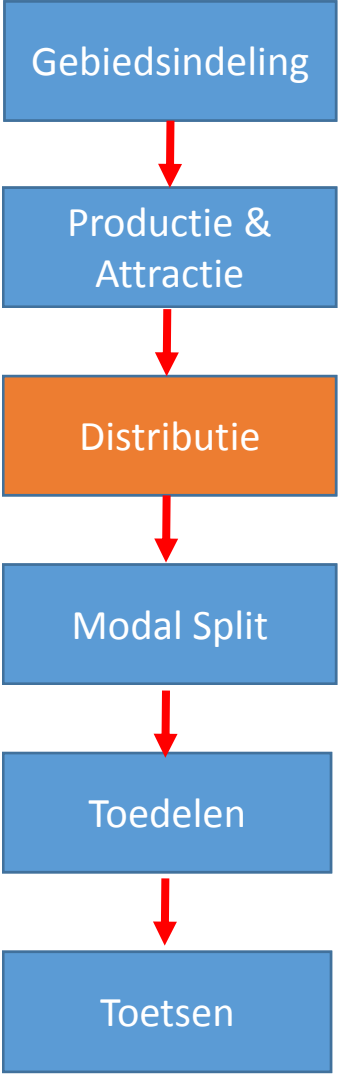 Gebiedsindeling
Productie &
Attractie
Distributie
Modal Split
Toedelen
Toetsen